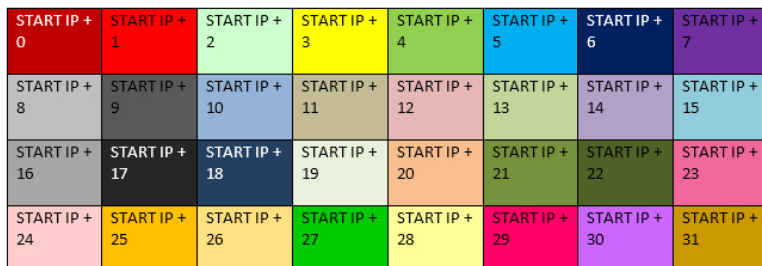 START IP + START IP + START IP + START IP + START IP + START IP + START IP + START IP +
0 1 2 3 4 5 6 7
START IP + START IP + START IP + START IP + START IP + START IP + START IP + START IP +
8 9 10 11 12 13 14 15
START IP + START IP + START IP + START IP + START IP + START IP + START IP + START IP +
16 17 18 19 20 21 22 23
START IP + START IP + START IP + START IP + START IP + START IP + START IP + START IP +
24 25 26 27 28 29 30 31